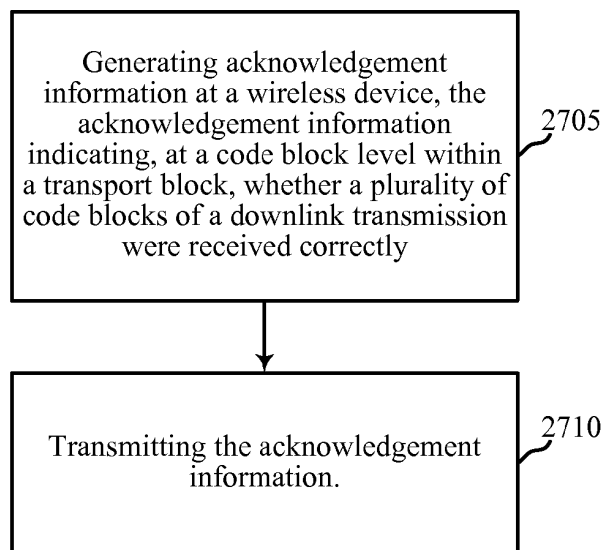 Generating acknowledgement
information at a wireless device, the
acknowledgement information
indicating, at a code block level within
a transport block, whether a plurality of
code blocks of a downlink transmission
were received correctly
2705
Transmitting the acknowledgement
information.
2710